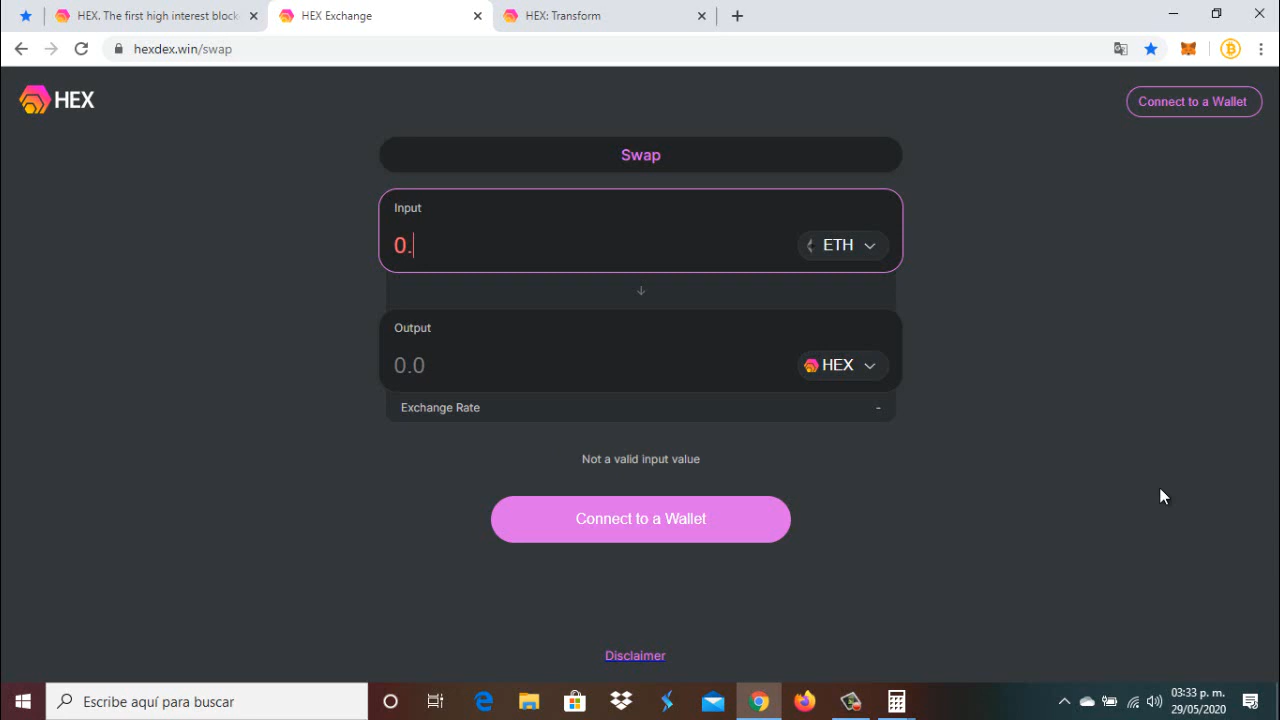 HEX. The first high interest block
HEX Exchange
HEX: Transform
hexdex.win/swap
HEX
Connect to a Wallet
Swap
Input
0.
ETH
Output
0.0
HEX
Exchange Rate
-
Not a valid input value
Connect to a Wallet
Disclaimer
Escribe aquí para buscar
03:33 p. m.
29/05/2020